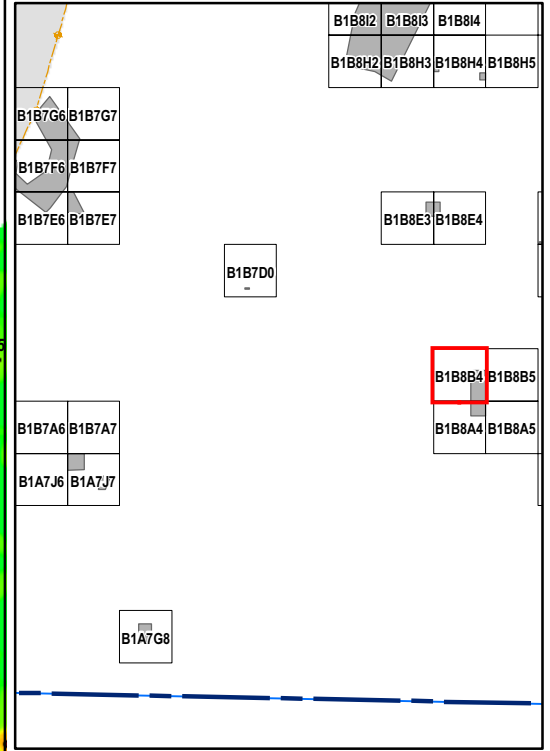 B1B8I2 B1B8I3 B1B8I4
B1B8H2 B1B8H3 B1B8H4 B1B8H5
B1B7G6 B1B7G7
B1B7F6 B1B7F7
B1B7E6 B1B7E7 B1B8E3 B1B8E4
B1B7D0
B1B8B4 B1B8B5
B1B7A6 B1B7A7 B1B8A4 B1B8A5
B1A7J6 B1A7J7
B1A7G8